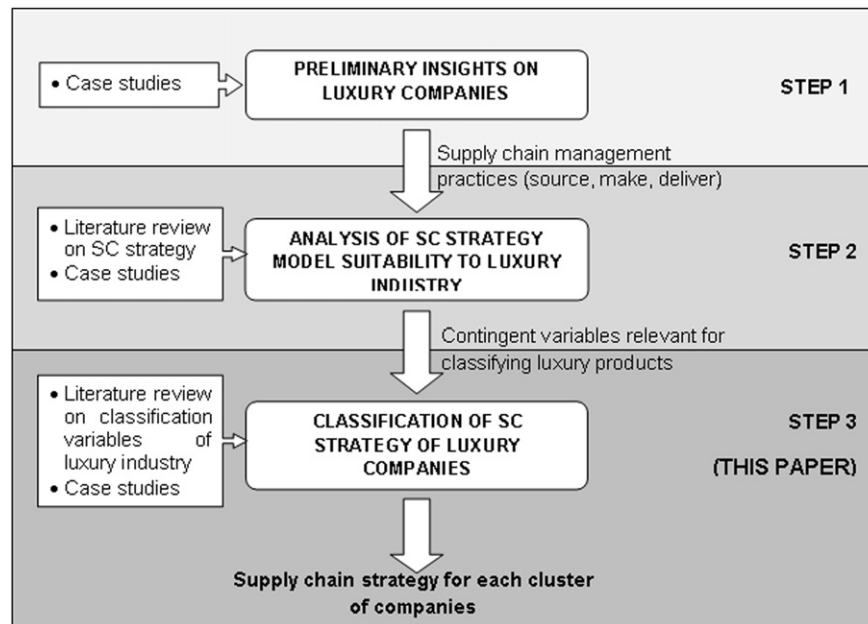 • Case studies
PRELIMINARY INSIGHTS ON
LUXURY COMPANIES
STEP 1
Supply chain management
practices (source, make, deliver)
• Literature review
on SC strategy
• Case studies
ANALYSIS OF SC STRATEGY
MODEL SUITABILITY TO LUXURY
INDUSTRY
STEP 2
Contingent variables relevant for
classifying luxury products
• Literature review
on classification
variables of
luxury industry
• Case studies
CLASSIFICATION OF SC
STRATEGY OF LUXURY
COMPANIES
STEP 3
(THIS PAPER)
Supply chain strategy for each cluster
of companies